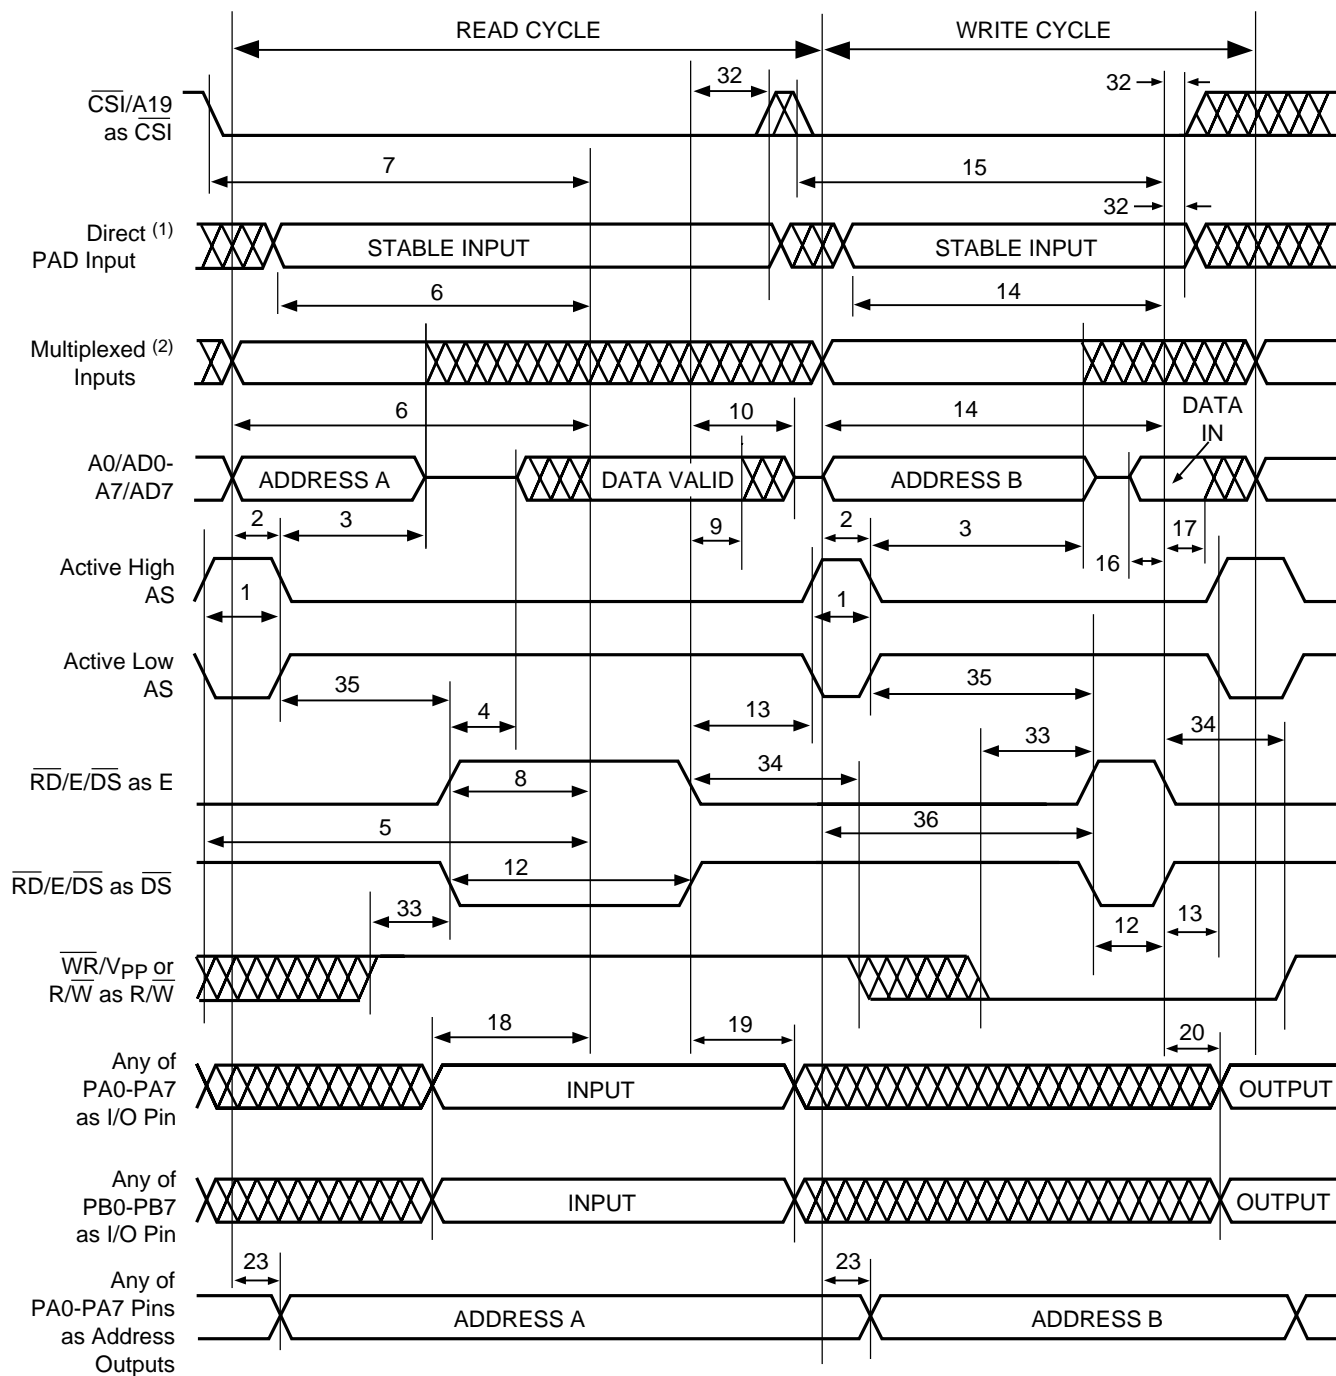 READ CYCLE
WRITE CYCLE
32
32
CSI/A19
as CSI
7
15
32
Direct (1)
PAD Input
STABLE INPUT
STABLE INPUT
6
14
Multiplexed (2)
Inputs
6
10
14
DATA
IN
A0/AD0-
A7/AD7
ADDRESS A
DATA VALID
ADDRESS B
2
3
9
2
3
16
17
Active High
AS
1
1
Active Low
AS
35
4
13
35
34
33
34
RD/E/DS as E
8
5
36
12
RD/E/DS as DS
33
12
13
WR/VPP or
R/W as R/W
18
19
20
Any of
PA0-PA7
as I/O Pin
INPUT
OUTPUT
Any of
PB0-PB7
as I/O Pin
INPUT
OUTPUT
23
23
Any of
PA0-PA7 Pins
as Address
Outputs
ADDRESS A
ADDRESS B